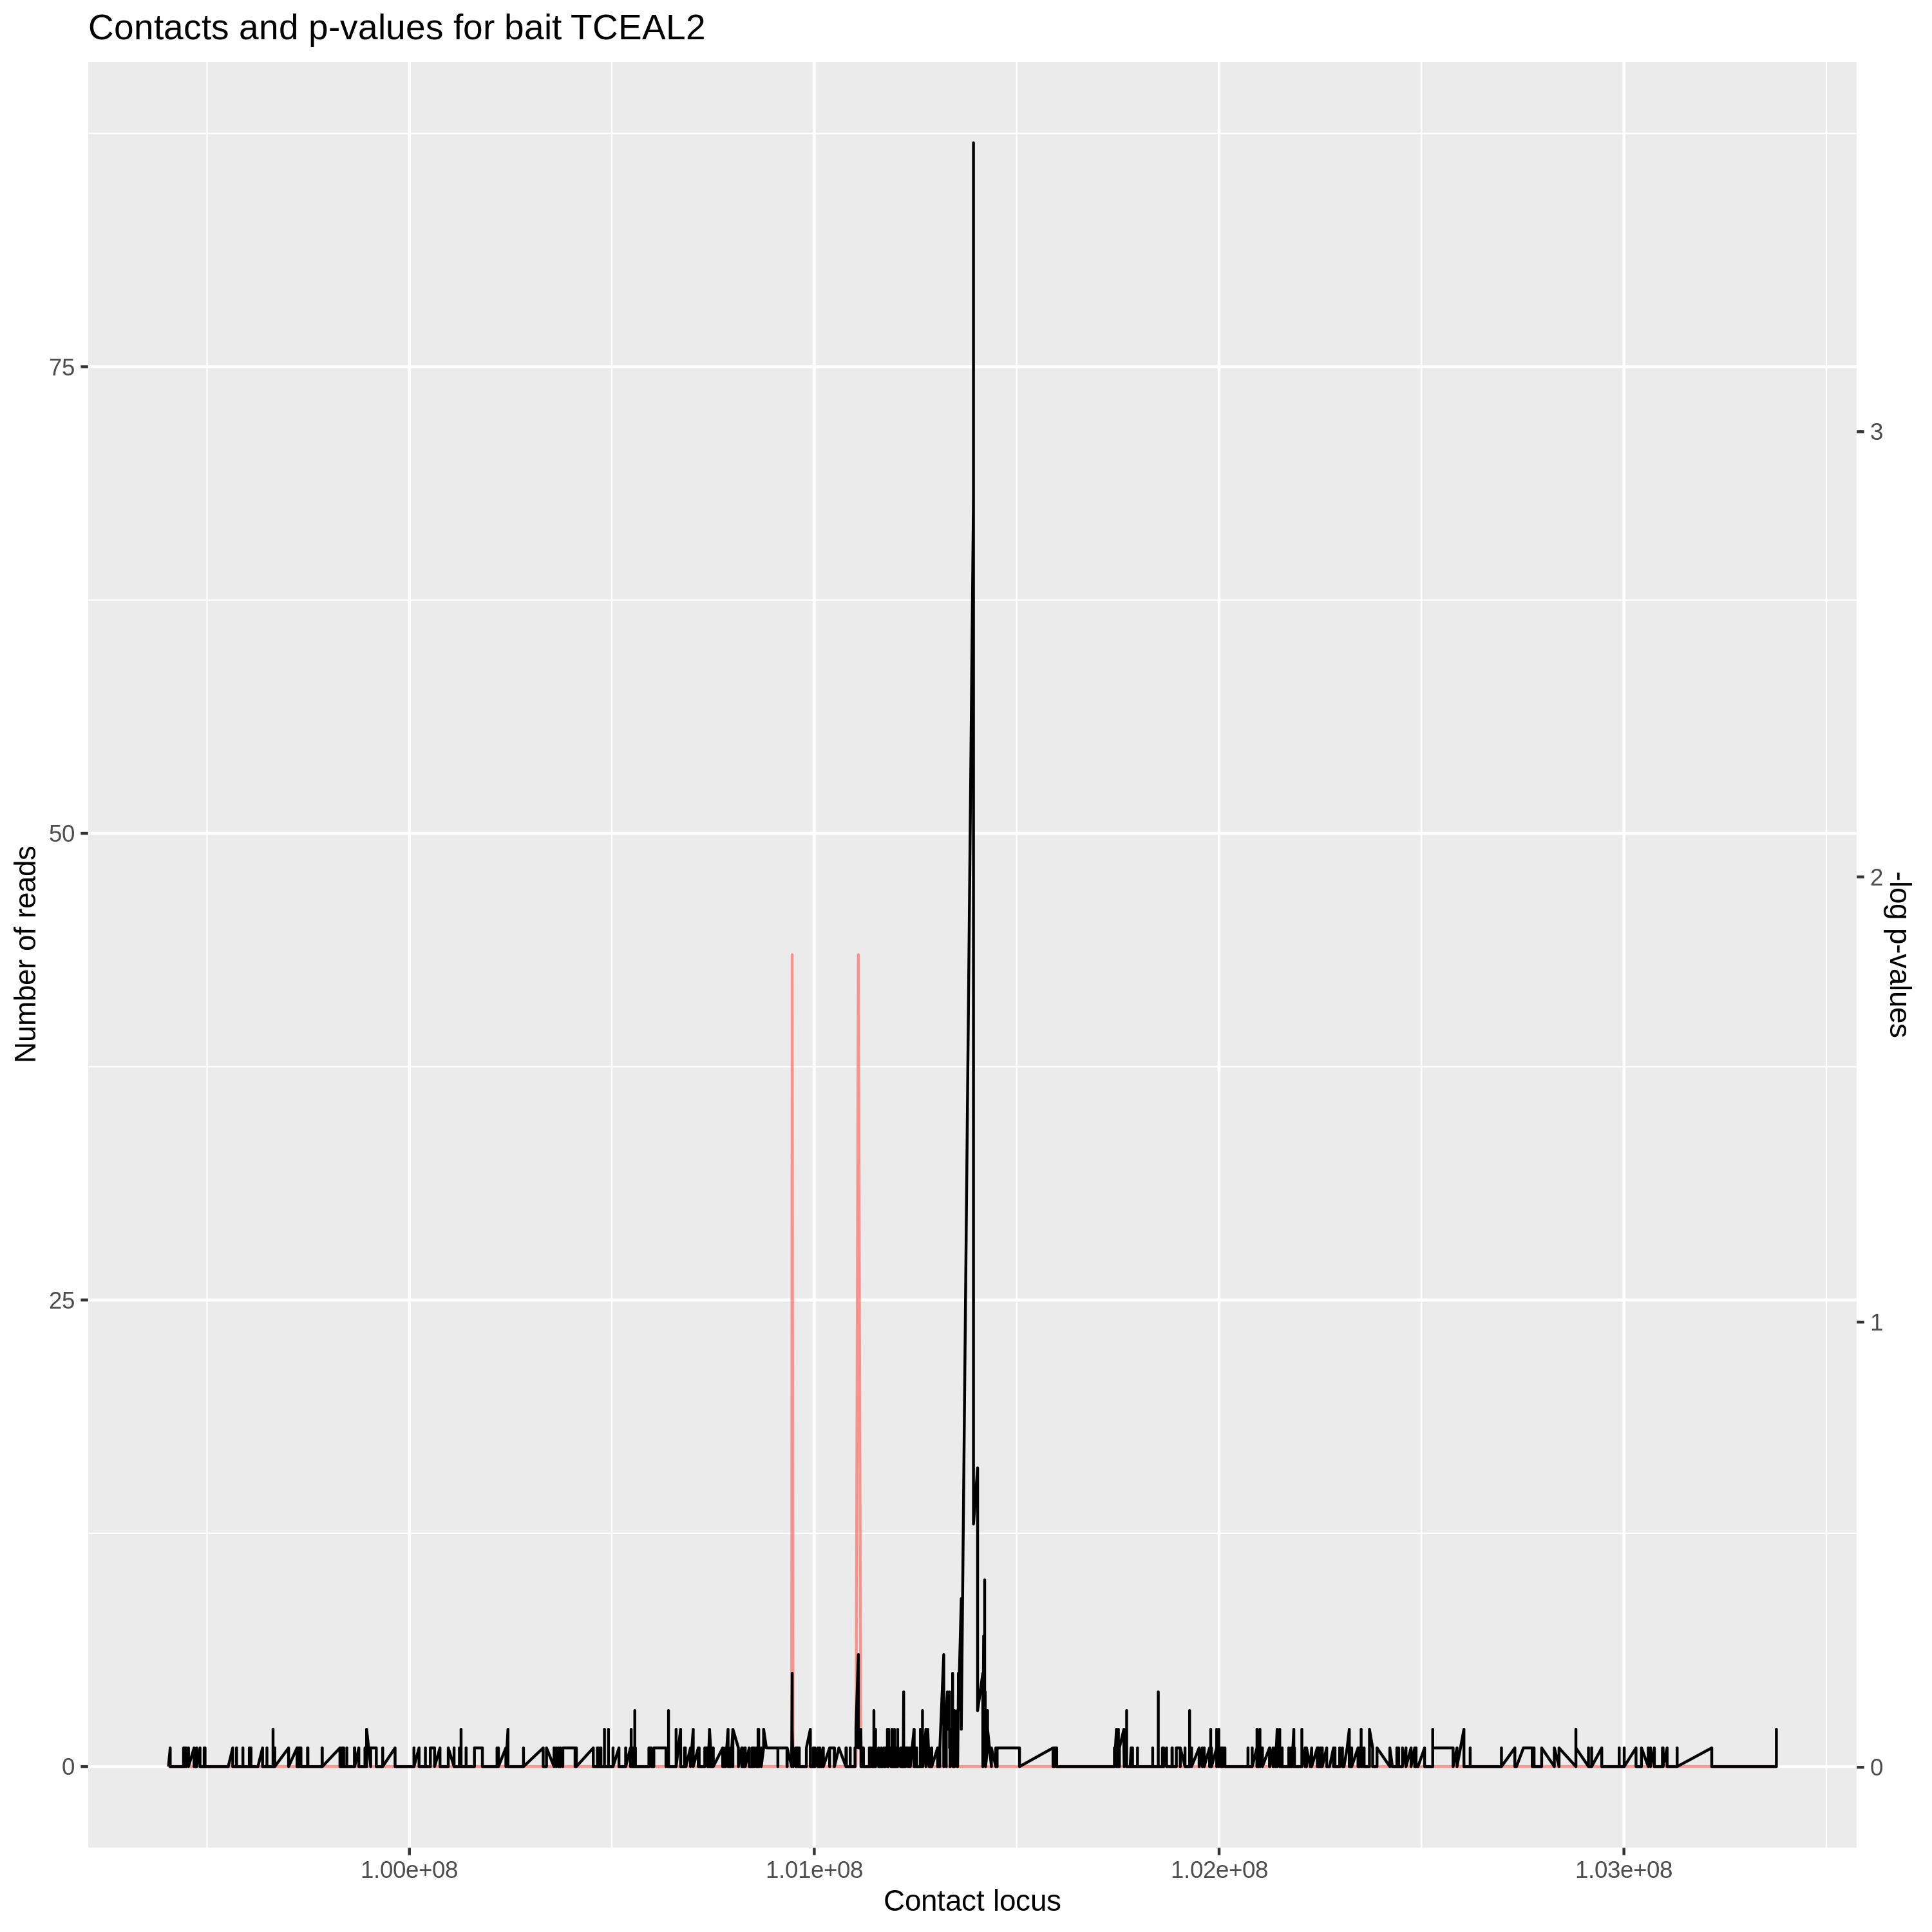 Contacts and p-values for bait TCEAL2
Number of reads
75
50
25
0
3
2
1
0
-log p-values
1.00e+08
1.01e+08
1.02e+08
1.03e+08
Contact locus